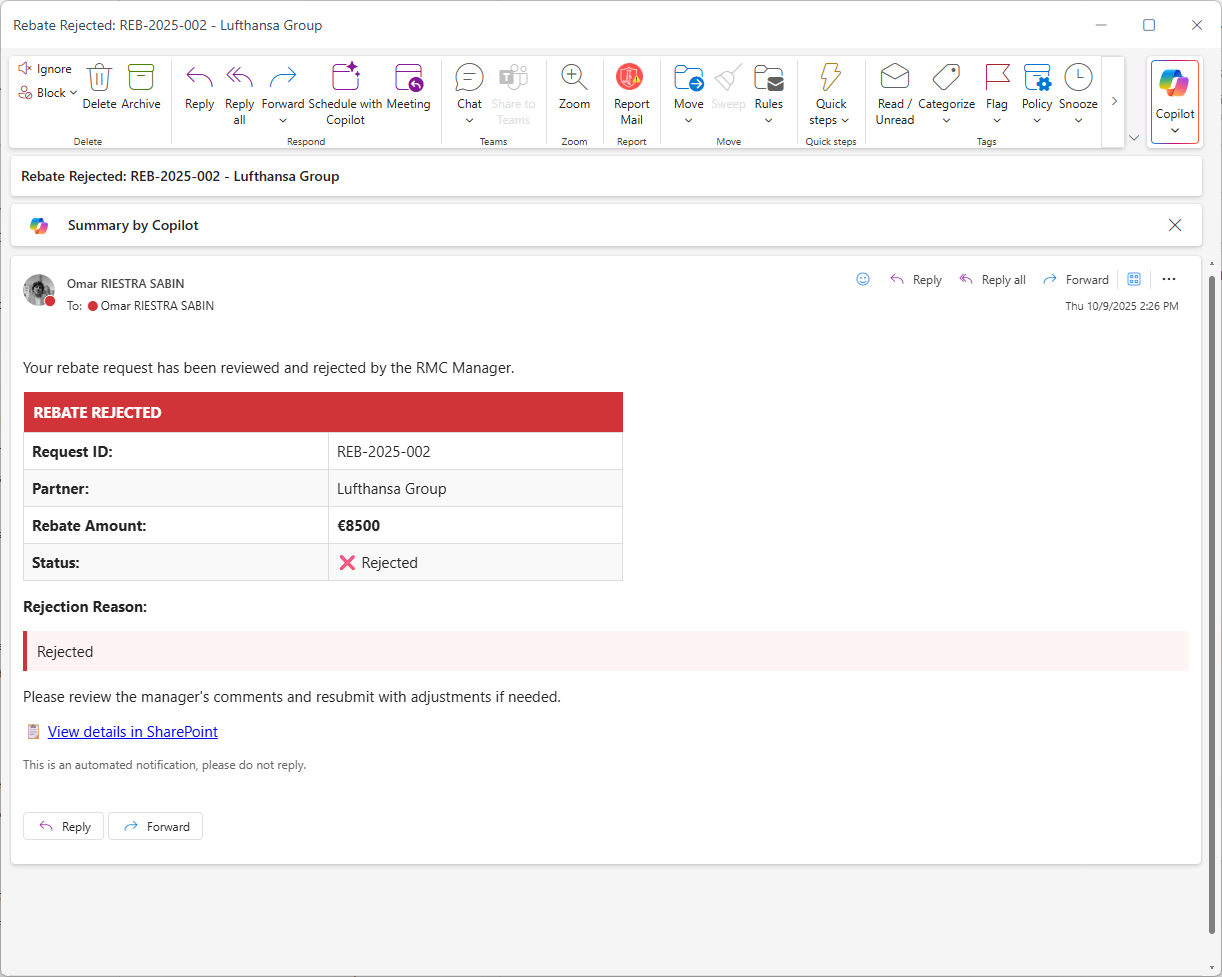 Rebate Rejected: REB-2025-002 - Lufthansa Group
Ignore
Block
Delete
Archive
Delete
Reply
Reply all
Forward
Schedule with Copilot
Meeting
Respond
Chat
Share to Teams
Teams
Zoom
Zoom
Report Mail
Report
Move
Sweep
Rules
Move
Quick steps
Quick steps
Read / Unread
Categorize
Flag
Policy
Snooze
Tags
Copilot
Rebate Rejected: REB-2025-002 - Lufthansa Group
Summary by Copilot
Omar RIESTRA SABIN
To: Omar RIESTRA SABIN
Reply
Reply all
Forward
Thu 10/9/2025 2:26 PM
Your rebate request has been reviewed and rejected by the RMC Manager.
REBATE REJECTED
Request ID: REB-2025-002
Partner: Lufthansa Group
Rebate Amount: €8500
Status: ❌ Rejected
Rejection Reason:
Rejected
Please review the manager's comments and resubmit with adjustments if needed.
📋 View details in SharePoint
This is an automated notification, please do not reply.
Reply
Forward